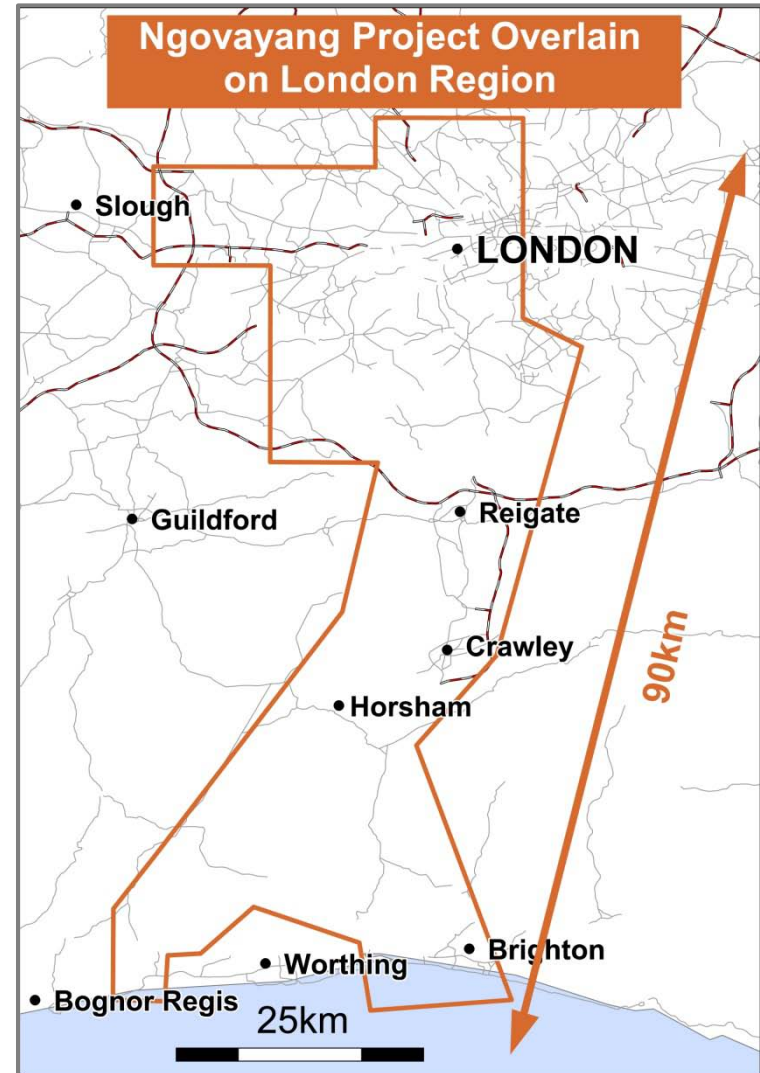 Ngovayang Project Overlain
on London Region
Slough
LONDON
Guildford
Reigate
90km
Crawley
Horsham
Brighton
Worthing
Bognor Regis
25km